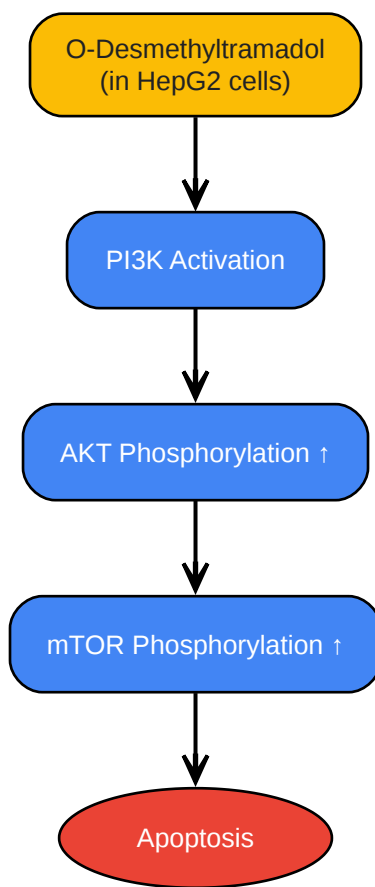 O-Desmethyltramadol
(in HepG2 cells)
PI3K Activation
AKT Phosphorylation ↑
mTOR Phosphorylation ↑
Apoptosis